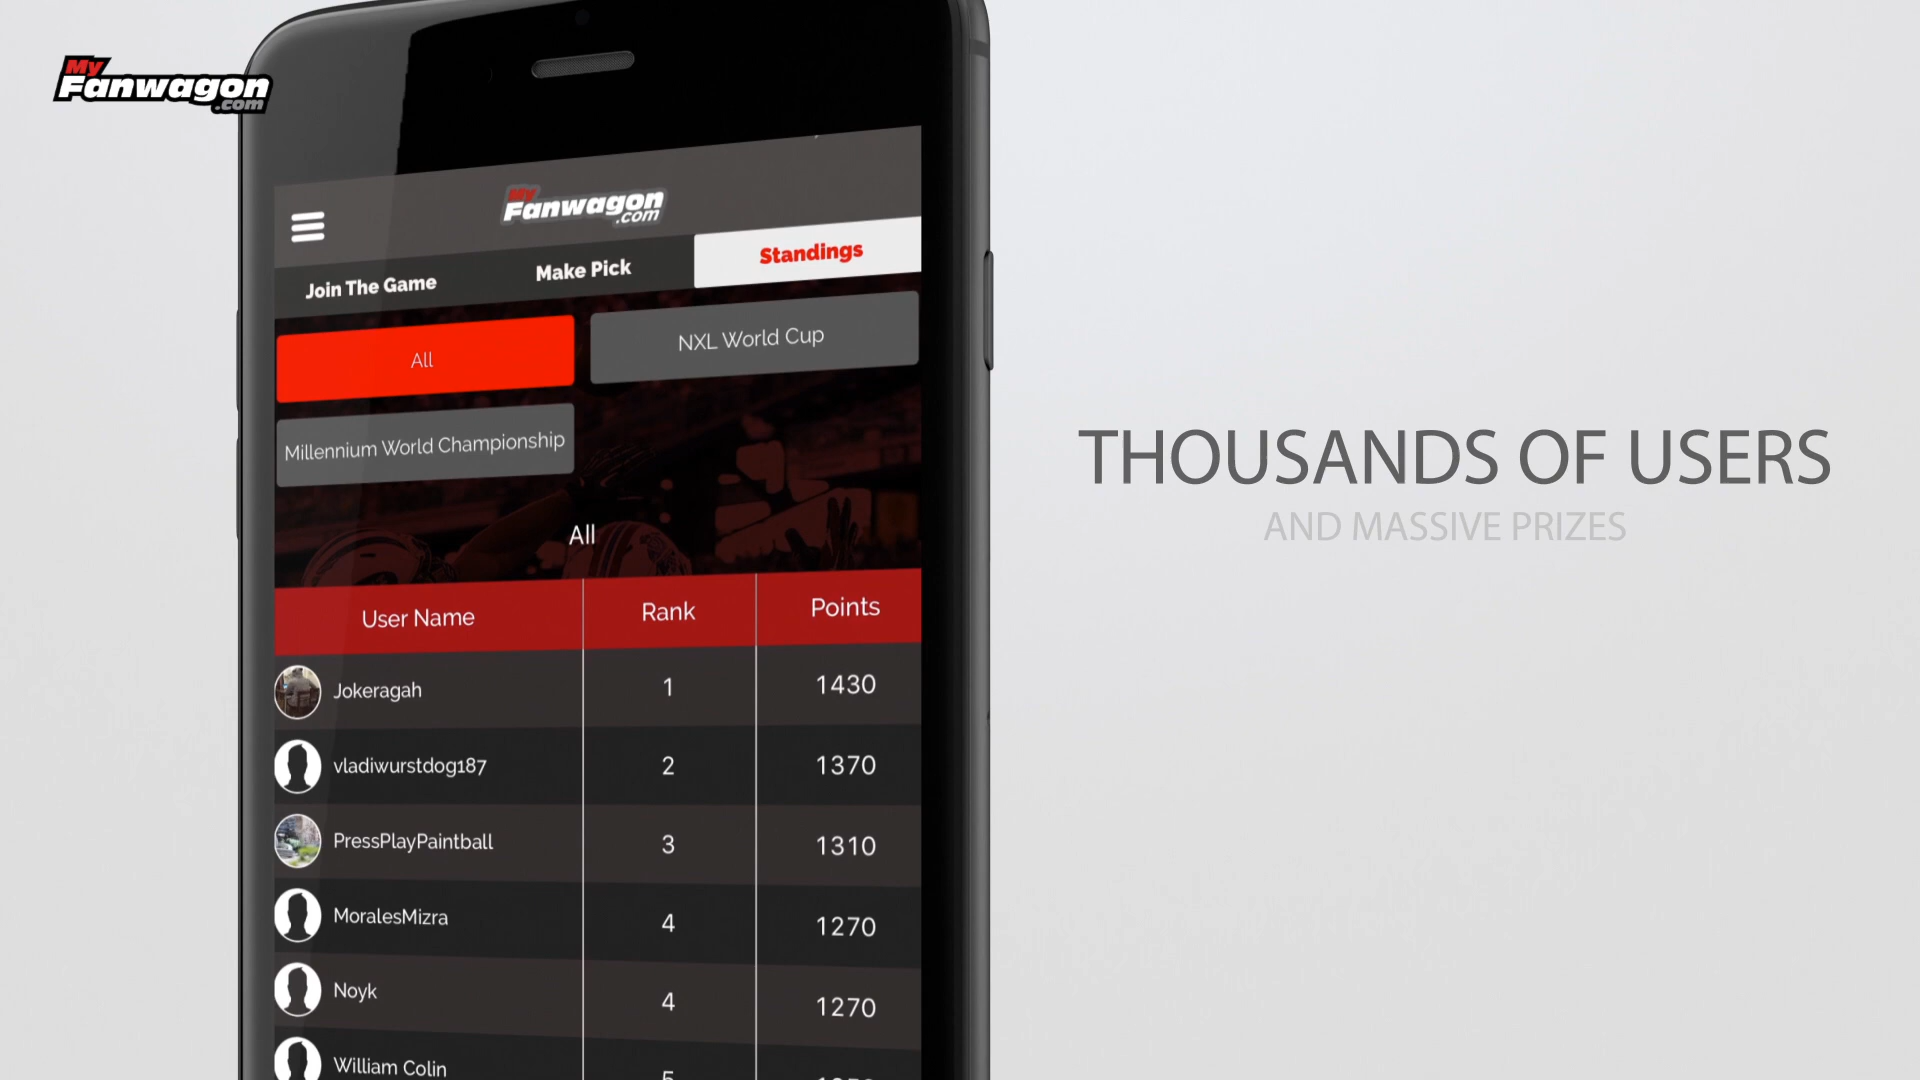 My
Fanwagon
.com
My
Fanwagon
.com
Join The Game
Make Pick
Standings
All
NXL World Cup
Millennium World Championship
All
User Name Rank Points
Jokeragah 1 1430
vladiwurstdog187 2 1370
PressPlayPaintball 3 1310
MoralesMizra 4 1270
Noyk 4 1270
William Colin
THOUSANDS OF USERS
AND MASSIVE PRIZES